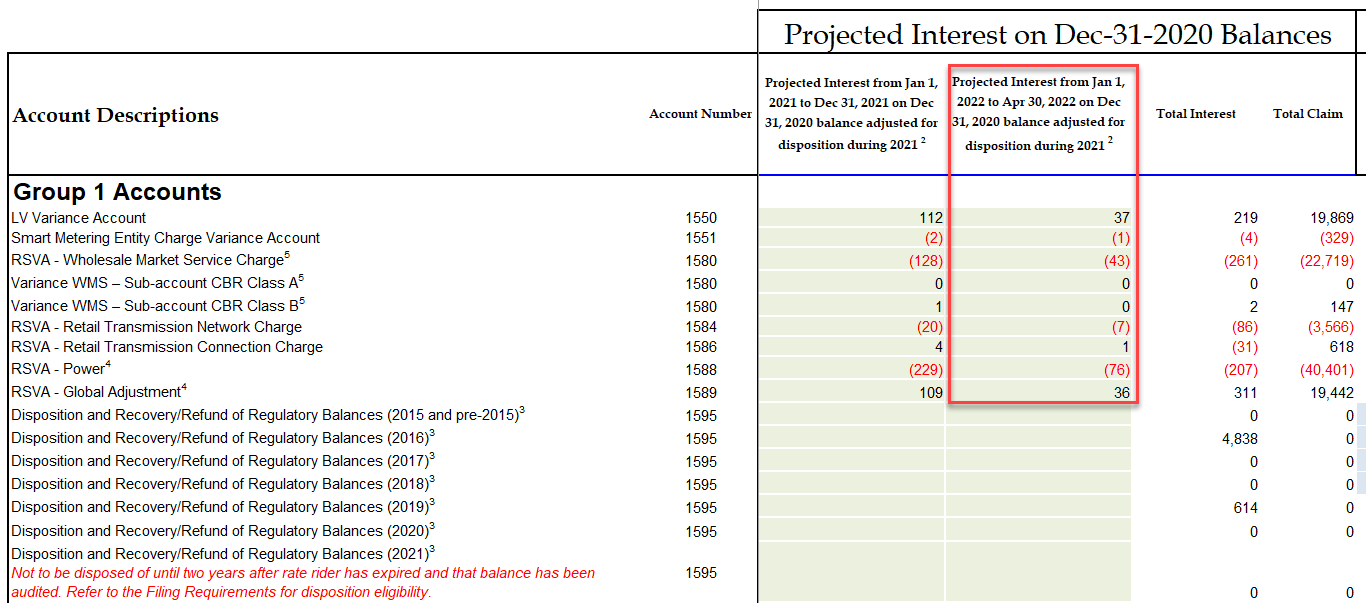 Projected Interest on Dec-31-2020 Balances
Account Descriptions
Account Number
Projected Interest from Jan 1,
2021 to Dec 31, 2021 on Dec
31, 2020 balance adjusted for
disposition during 2021 2
Projected Interest from Jan 1,
2022 to Apr 30, 2022 on Dec
31, 2020 balance adjusted for
disposition during 2021 2
Total Interest
Total Claim
Group 1 Accounts
LV Variance Account 1550 112 37 219 19,869
Smart Metering Entity Charge Variance Account 1551 (2) (1) (4) (329)
RSVA - Wholesale Market Service Charge5 1580 (128) (43) (261) (22,719)
Variance WMS – Sub-account CBR Class A5 1580 0 0 0 0
Variance WMS – Sub-account CBR Class B5 1580 1 0 2 147
RSVA - Retail Transmission Network Charge 1584 (20) (7) (86) (3,566)
RSVA - Retail Transmission Connection Charge 1586 4 1 (31) 618
RSVA - Power4 1588 (229) (76) (207) (40,401)
RSVA - Global Adjustment4 1589 109 36 311 19,442
Disposition and Recovery/Refund of Regulatory Balances (2015 and pre-2015)3 1595 0 0
Disposition and Recovery/Refund of Regulatory Balances (2016)3 1595 4,838 0
Disposition and Recovery/Refund of Regulatory Balances (2017)3 1595 0 0
Disposition and Recovery/Refund of Regulatory Balances (2018)3 1595 0 0
Disposition and Recovery/Refund of Regulatory Balances (2019)3 1595 614 0
Disposition and Recovery/Refund of Regulatory Balances (2020)3 1595 0 0
Disposition and Recovery/Refund of Regulatory Balances (2021)3
Not to be disposed of until two years after rate rider has expired and that balance has been 1595
audited. Refer to the Filing Requirements for disposition eligibility. 0 0